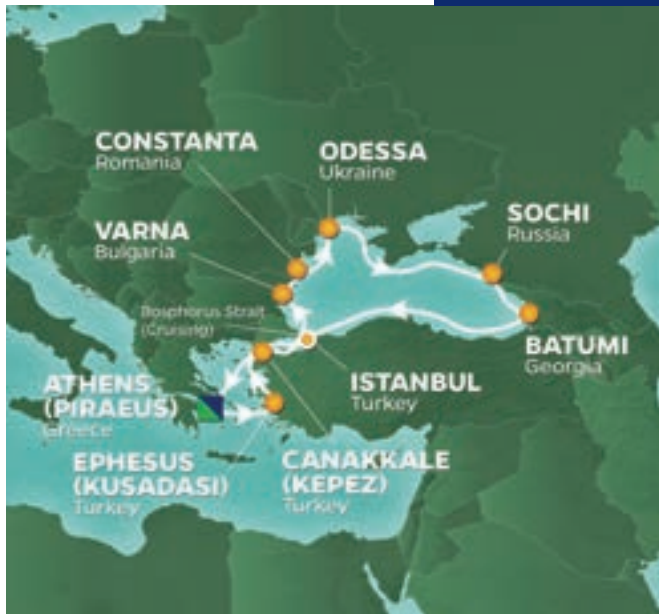 CONSTANTA
Romania
ODESSA
Ukraine
SOCHI
Russia
VARNA
Bulgaria
Bosphorus Strait
(Cruising)
BATUMI
Georgia
ISTANBUL
Turkey
ATHENS
(PIRAEUS)
Greece
EPHESUS
(KUSADASI)
Turkey
CANAKKALE
(KEPEZ)
Turkey